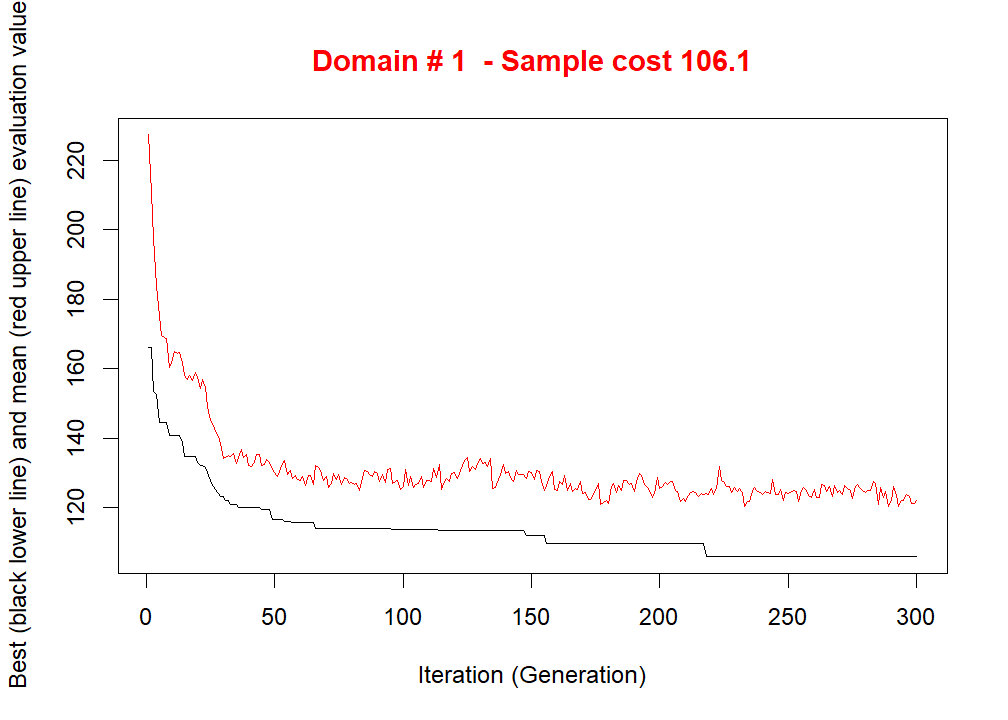 Domain # 1  - Sample cost 106.1
Best (black lower line) and mean (red upper line) evaluation value
220
200
180
160
140
120
0 50 100 150 200 250 300
Iteration (Generation)